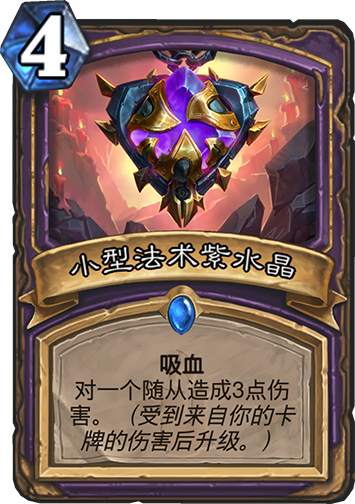 4
小型法术紫水晶
吸血
对一个随从造成3点伤
害。（受到来自你的卡
牌的伤害后升级。）